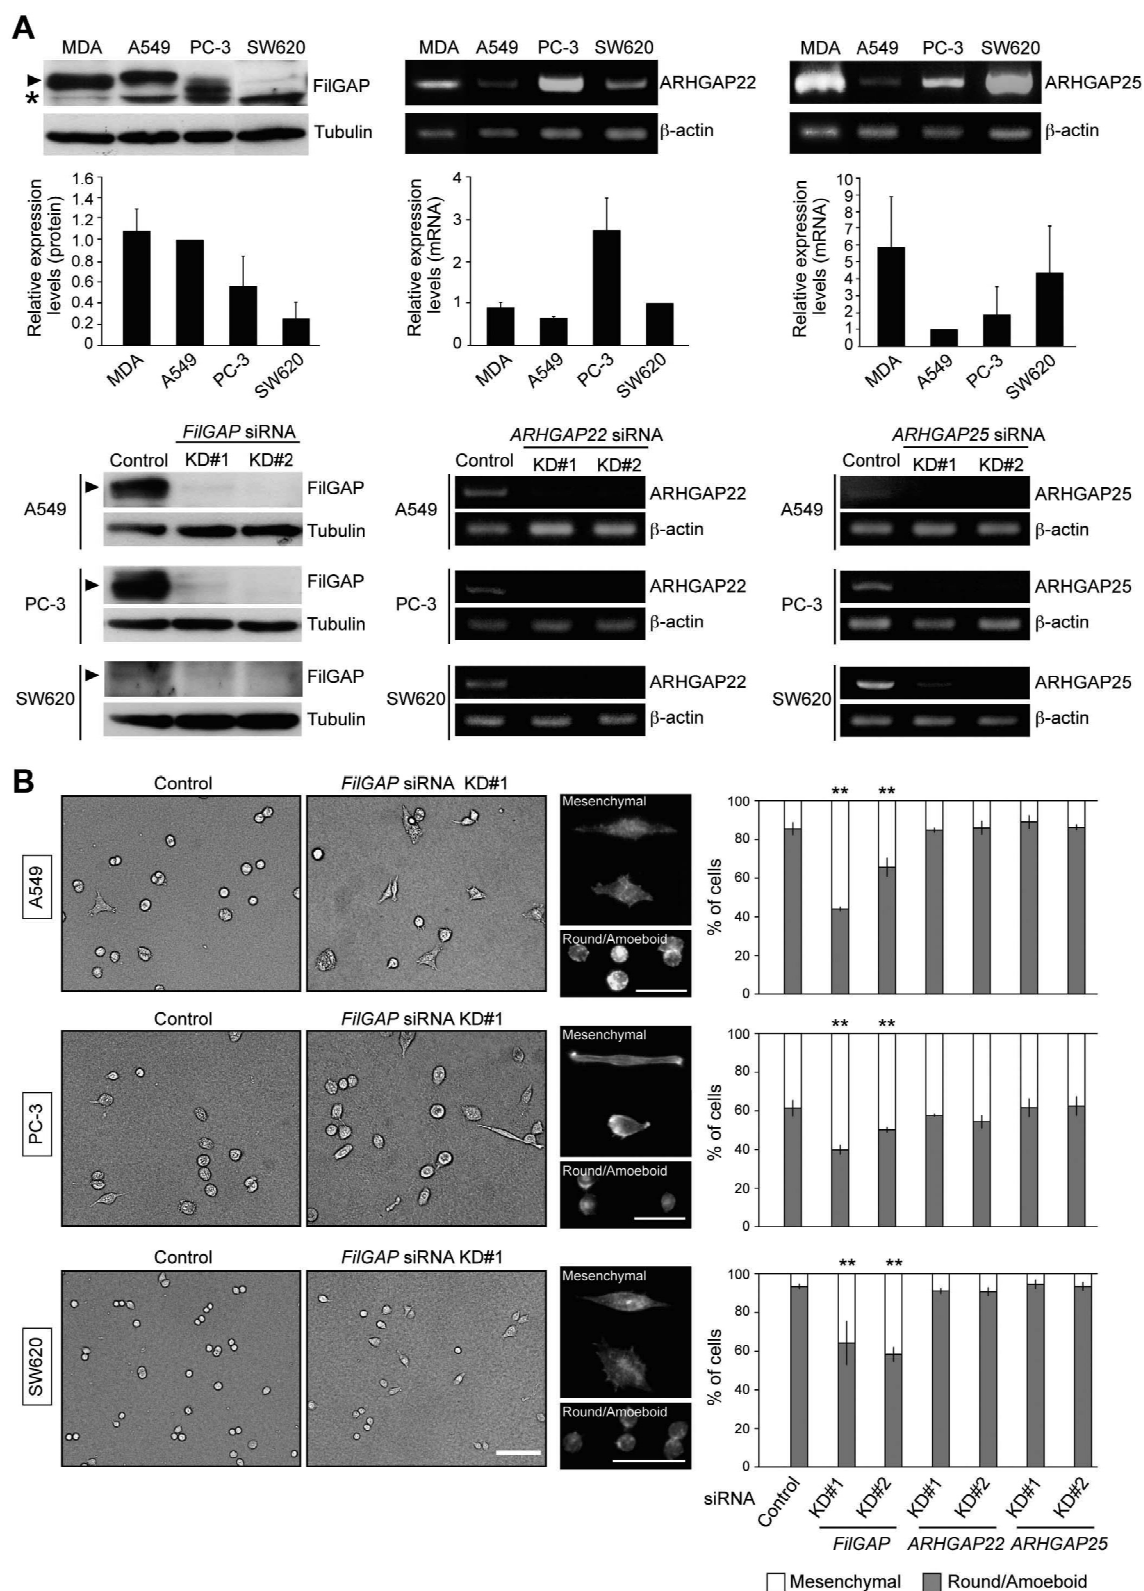 A
MDA A549 PC-3 SW620
FilGAP
*
Tubulin
MDA A549 PC-3 SW620
ARHGAP22
β-actin
MDA A549 PC-3 SW620
ARHGAP25
β-actin
Relative expression
levels (protein)
1.6
1.4
1.2
1.0
0.8
0.6
0.4
0.2
0
MDA A549 PC-3 SW620
Relative expression
levels (mRNA)
4
3
2
1
0
MDA A549 PC-3 SW620
Relative expression
levels (mRNA)
10
9
8
7
6
5
4
3
2
1
0
MDA A549 PC-3 SW620
FilGAP siRNA
Control KD#1 KD#2
A549
FilGAP
Tubulin
PC-3
FilGAP
Tubulin
SW620
FilGAP
Tubulin
ARHGAP22 siRNA
Control KD#1 KD#2
A549
ARHGAP22
β-actin
PC-3
ARHGAP22
β-actin
SW620
ARHGAP22
β-actin
ARHGAP25 siRNA
Control KD#1 KD#2
A549
ARHGAP25
β-actin
PC-3
ARHGAP25
β-actin
SW620
ARHGAP25
β-actin
B
Control
FilGAP siRNA KD#1
A549
Mesenchymal
Round/Amoeboid
% of cells
100
80
60
40
20
0
** **
Control
FilGAP siRNA KD#1
PC-3
Mesenchymal
Round/Amoeboid
% of cells
100
80
60
40
20
0
** **
Control
FilGAP siRNA KD#1
SW620
Mesenchymal
Round/Amoeboid
% of cells
100
80
60
40
20
0
** **
siRNA
Control KD#1 KD#2 KD#1 KD#2 KD#1 KD#2
FilGAP ARHGAP22 ARHGAP25
Mesenchymal Round/Amoeboid